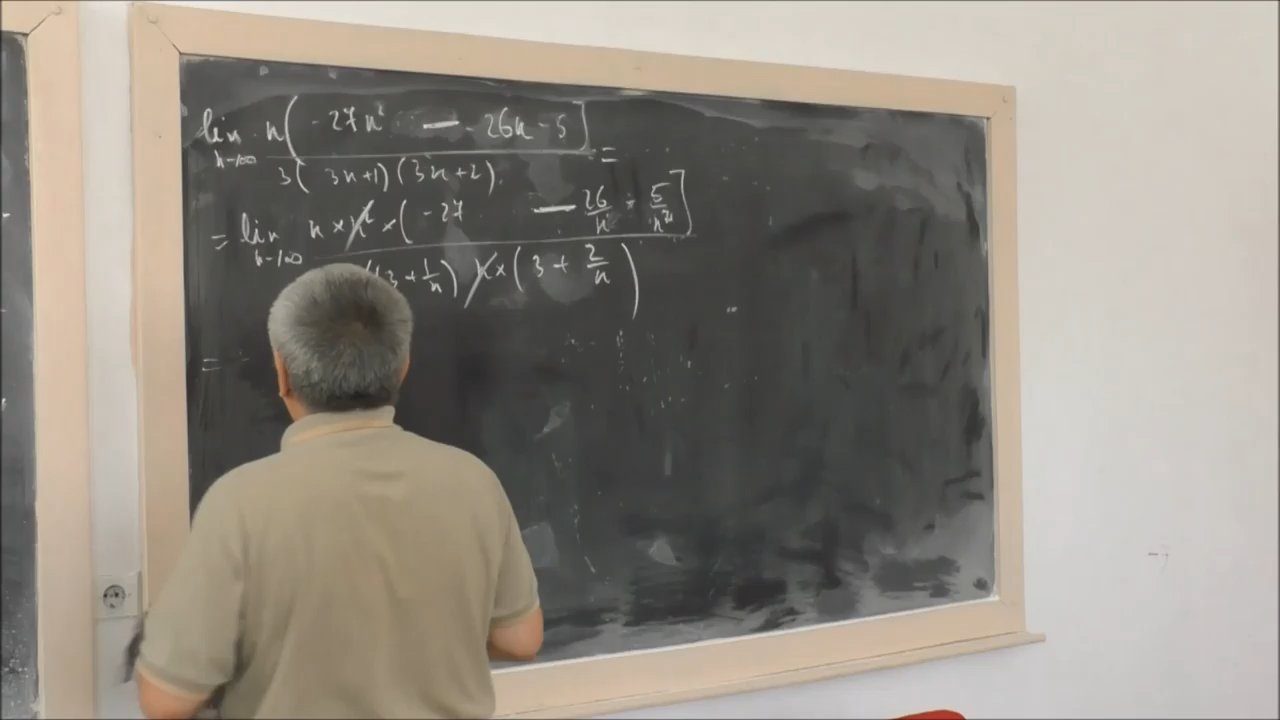 lim n→∞ n( -27n² — 26n - 5 ] / 3( 3n+1) (3n+2) =
= lim n→∞ n × n² × ( -27 — 26/n - 5/n² ] / (3 + 1/n) n × ( 3 + 2/n )
=